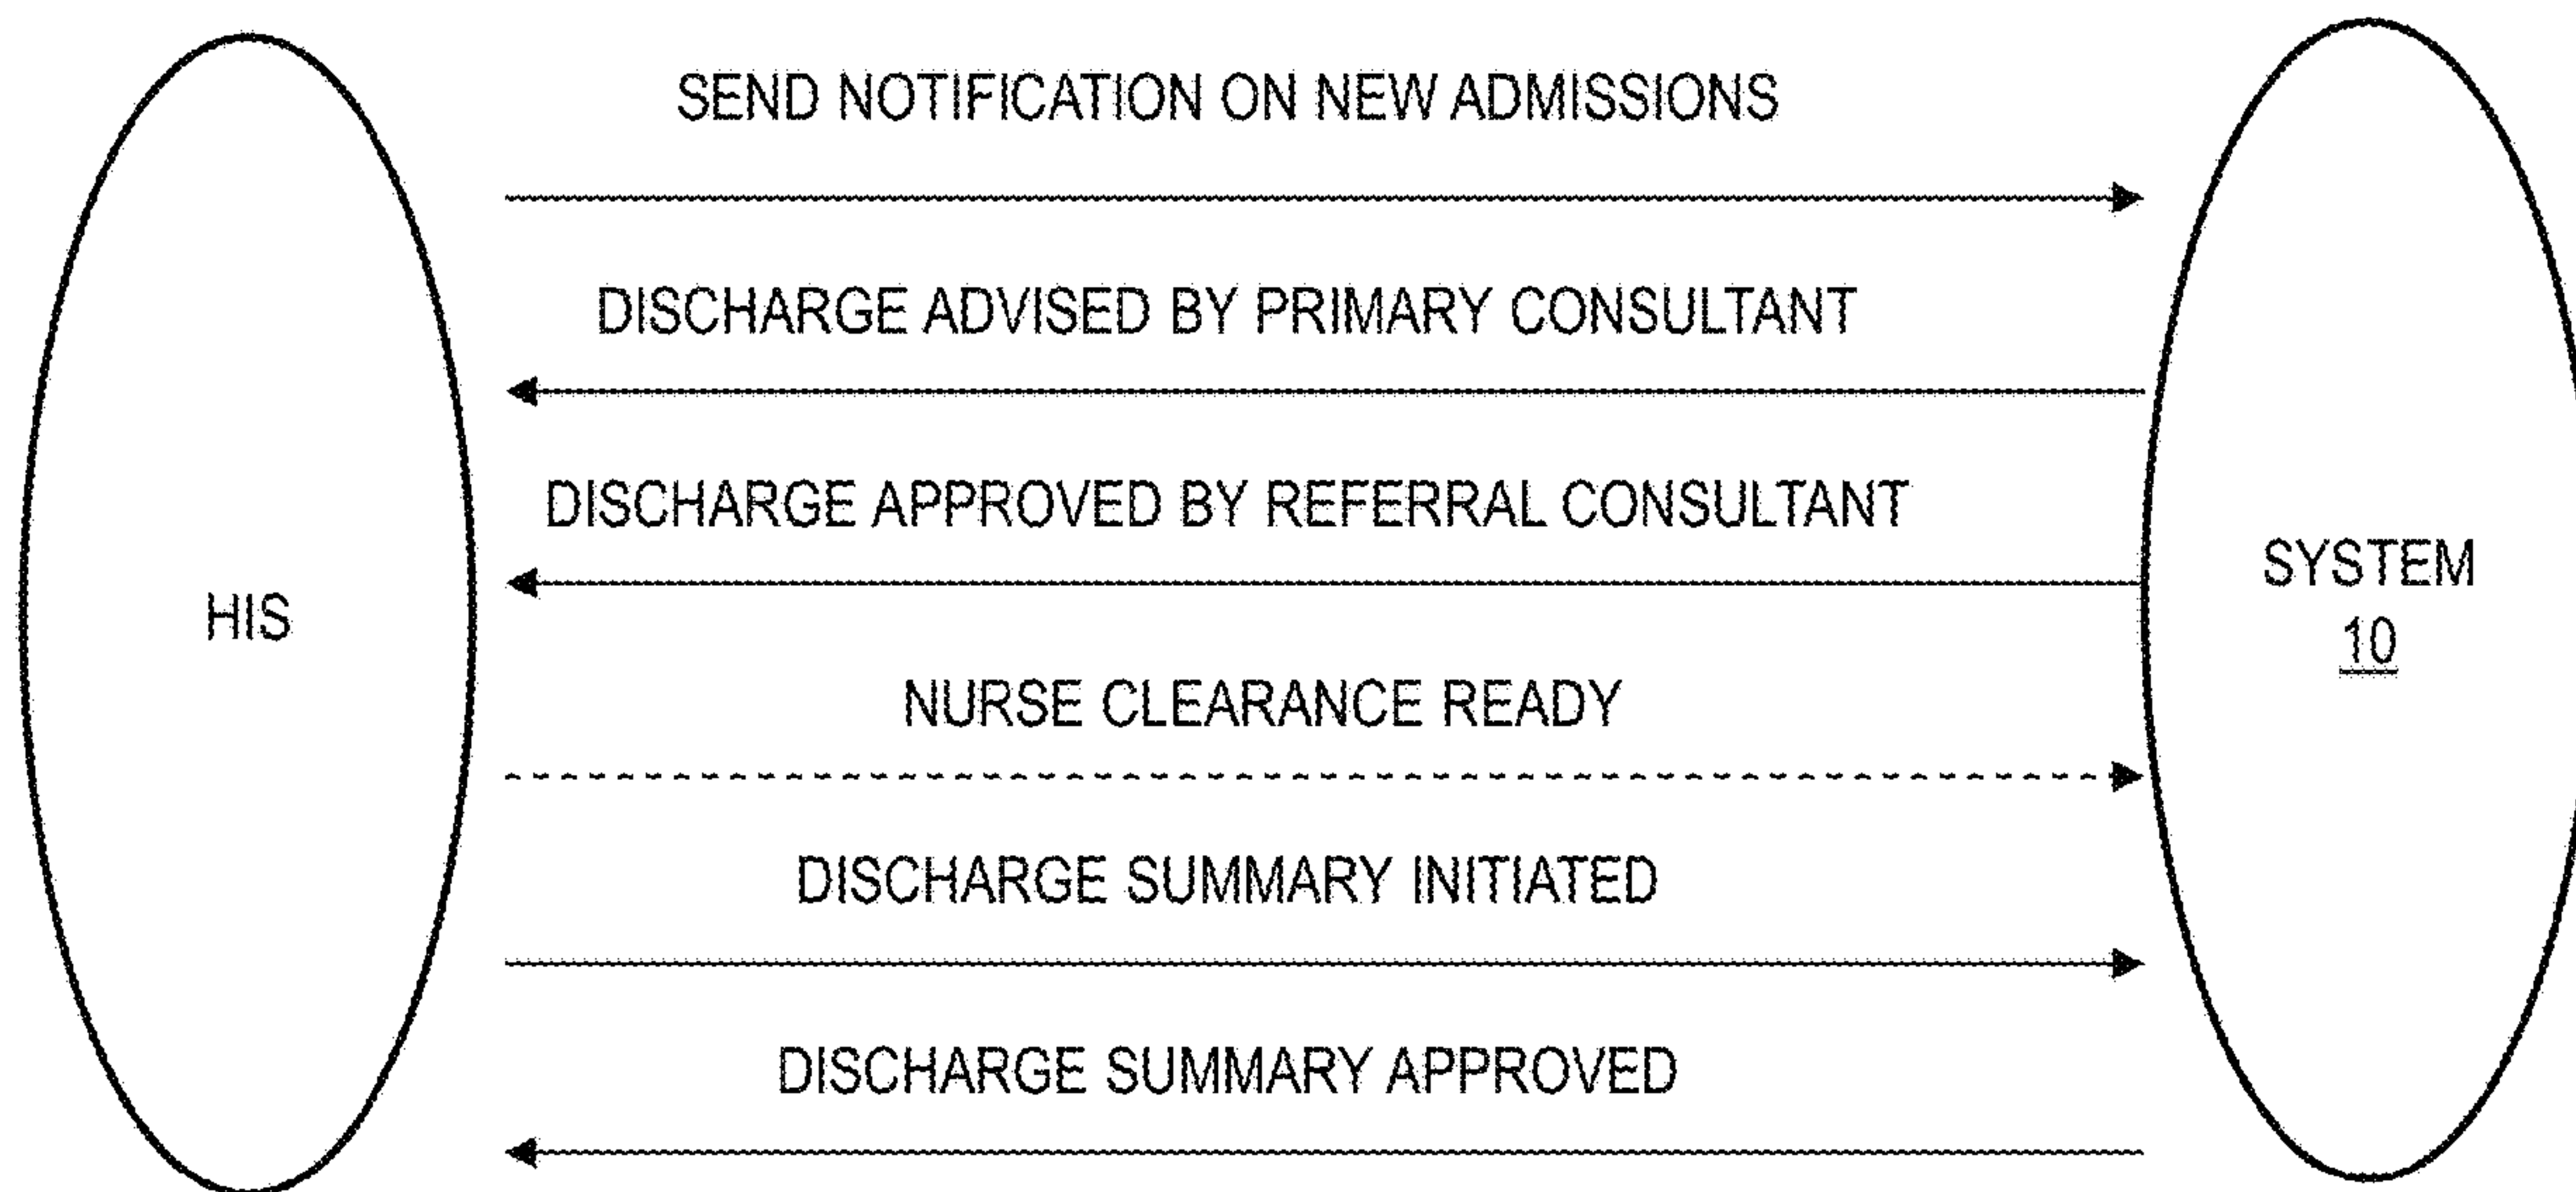 SEND NOTIFICATION ON NEW ADMISSIONS
DISCHARGE ADVISED BY PRIMARY CONSULTANT
DISCHARGE APPROVED BY REFERRAL CONSULTANT
HIS
SYSTEM
10
NURSE CLEARANCE READY
DISCHARGE SUMMARY INITIATED
DISCHARGE SUMMARY APPROVED